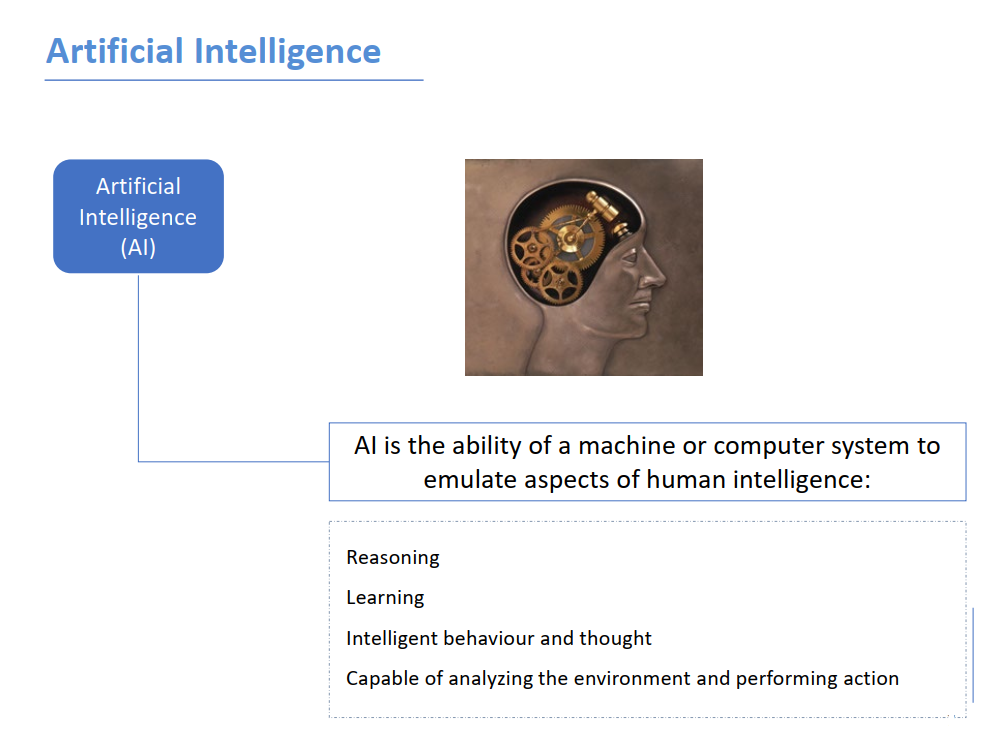 Artificial Intelligence
Artificial
Intelligence
(AI)
AI is the ability of a machine or computer system to
emulate aspects of human intelligence:
Reasoning
Learning
Intelligent behaviour and thought
Capable of analyzing the environment and performing action